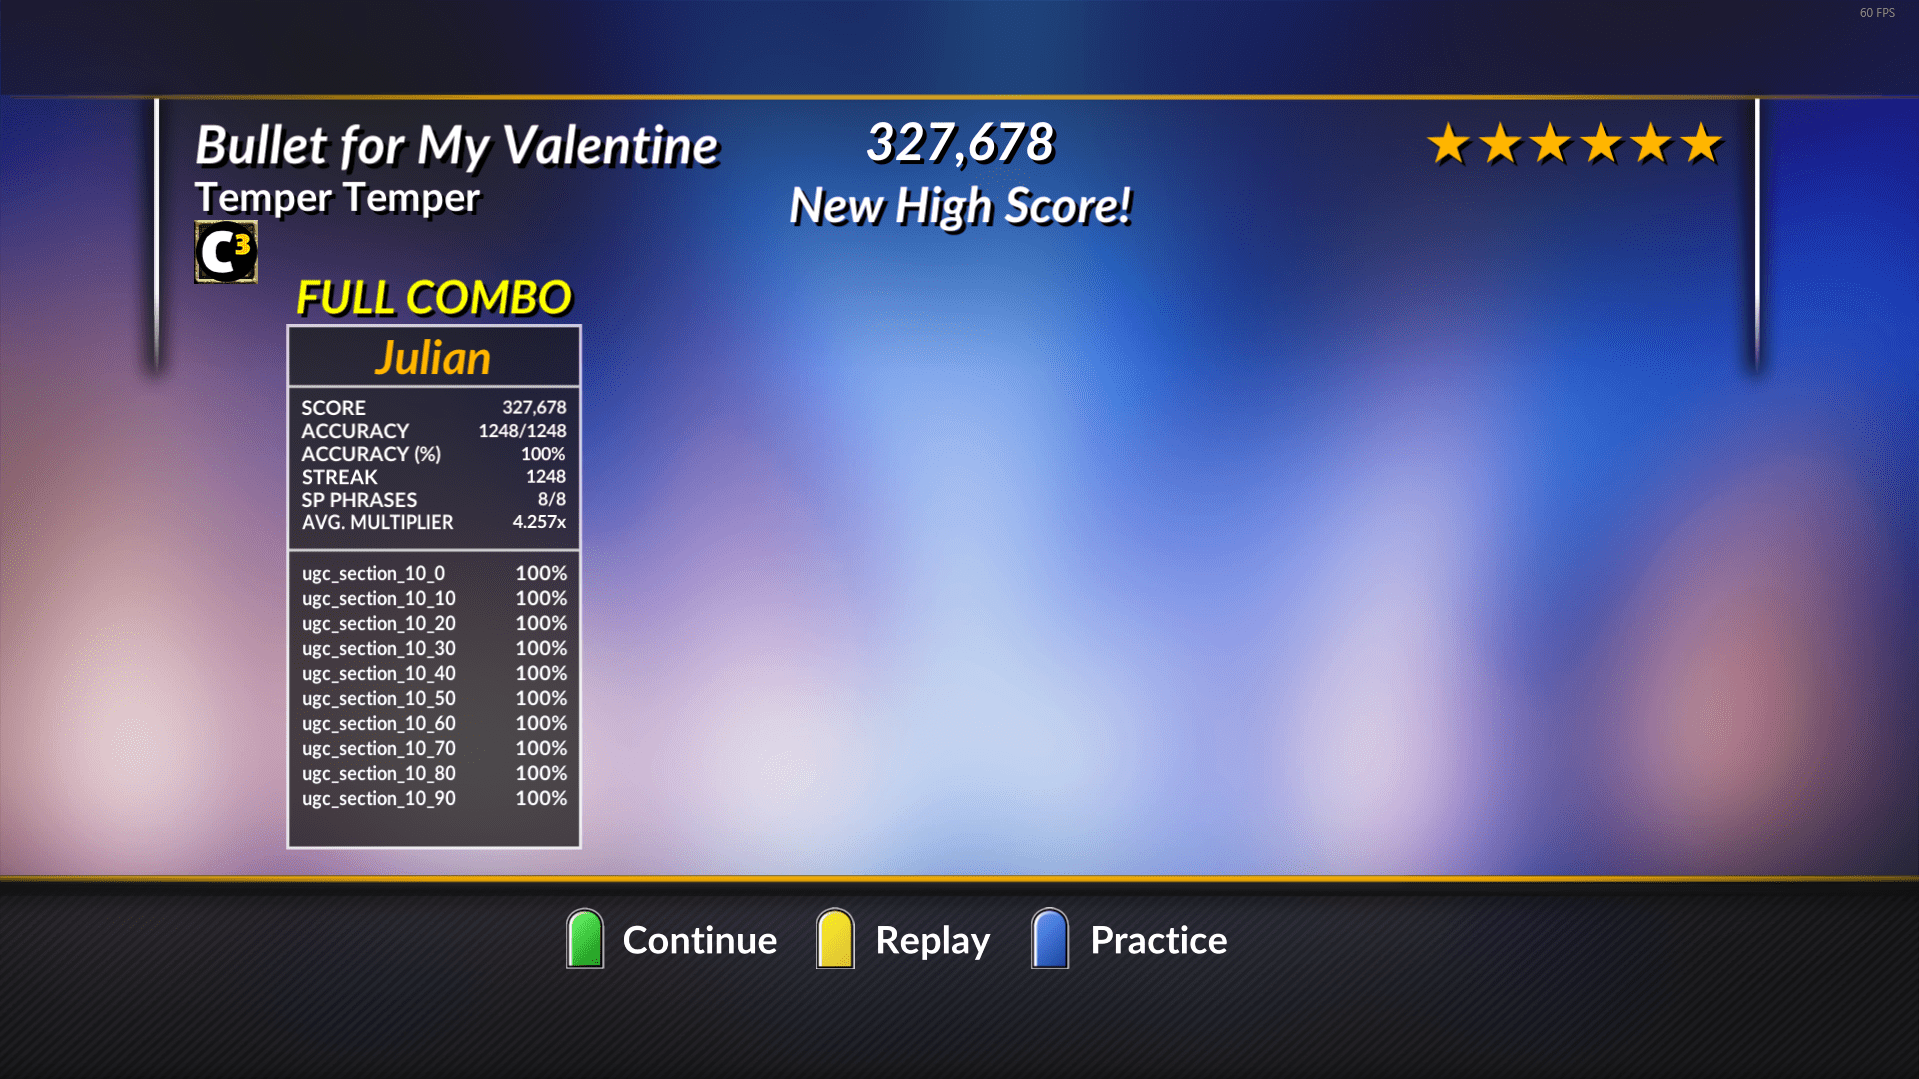 60 FPS
Bullet for My Valentine
Temper Temper
C3
327,678
New High Score!
FULL COMBO
Julian
SCORE 327,678
ACCURACY 1248/1248
ACCURACY (%) 100%
STREAK 1248
SP PHRASES 8/8
AVG. MULTIPLIER 4.257x
ugc_section_10_0 100%
ugc_section_10_10 100%
ugc_section_10_20 100%
ugc_section_10_30 100%
ugc_section_10_40 100%
ugc_section_10_50 100%
ugc_section_10_60 100%
ugc_section_10_70 100%
ugc_section_10_80 100%
ugc_section_10_90 100%
Continue Replay Practice